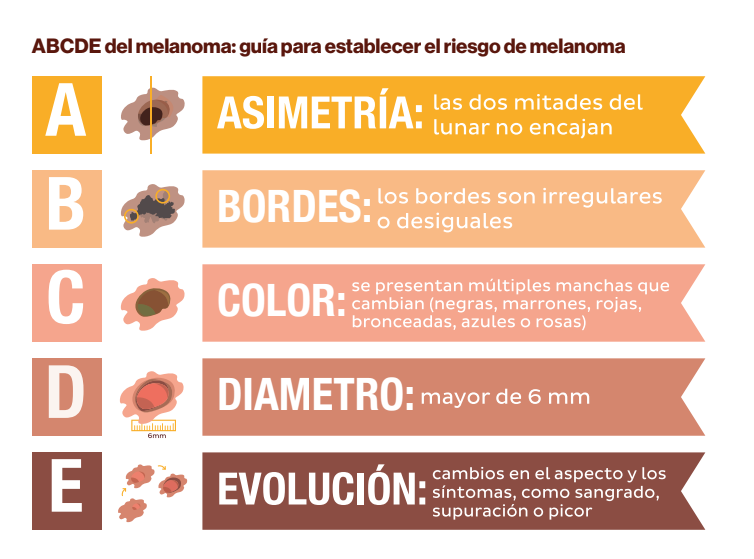 ABCDE del melanoma: guía para establecer el riesgo de melanoma
A
ASIMETRÍA: las dos mitades del
lunar no encajan
B
BORDES: los bordes son irregulares
o desiguales
C
COLOR: se presentan múltiples manchas que
cambian (negras, marrones, rojas,
bronceadas, azules o rosas)
D
6mm
DIAMETRO: mayor de 6 mm
E
EVOLUCIÓN: cambios en el aspecto y los
síntomas, como sangrado,
supuración o picor